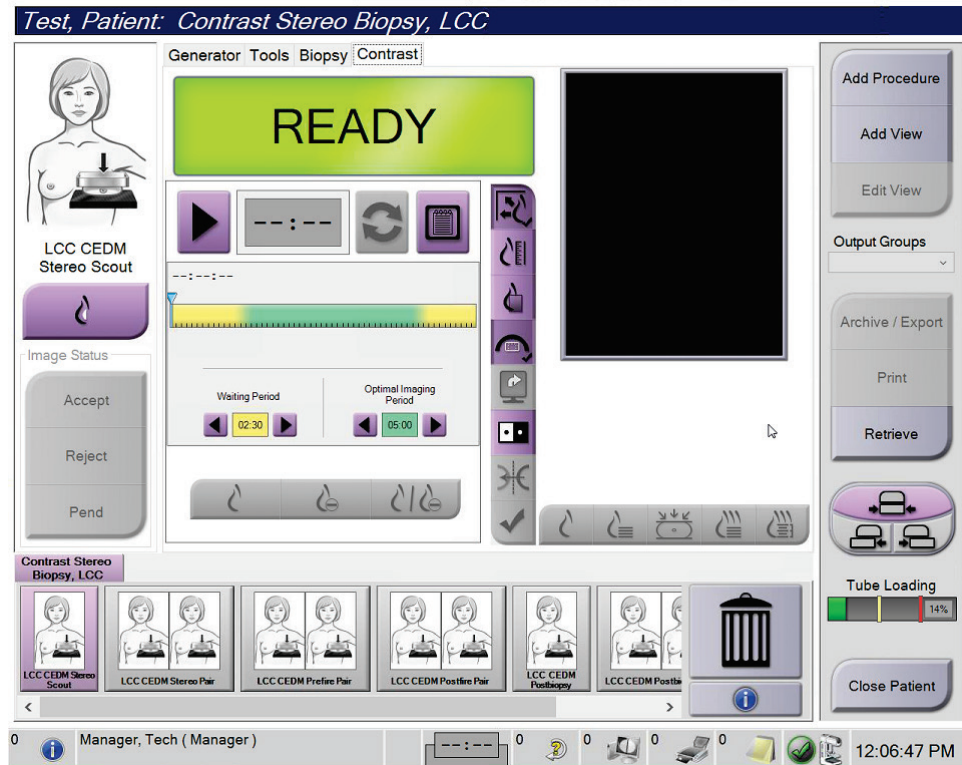 Test, Patient: Contrast Stereo Biopsy, LCC
Generator Tools Biopsy Contrast
READY
--:--
LCC CEDM
Stereo Scout
--:--:--
Waiting Period
02:30
Optimal Imaging
Period
05:00
Image Status
Accept
Reject
Pend
Add Procedure
Add View
Edit View
Output Groups
Archive / Export
Print
Retrieve
Tube Loading
14%
Close Patient
Contrast Stereo
Biopsy, LCC
LCC CEDM Stereo
Scout
LCC CEDM Stereo Pair
LCC CEDM Prefire Pair
LCC CEDM Postfire Pair
LCC CEDM
Postbiopsy
LCC CEDM Postbi
0
Manager, Tech ( Manager )
--:--
0
0
0
0
12:06:47 PM